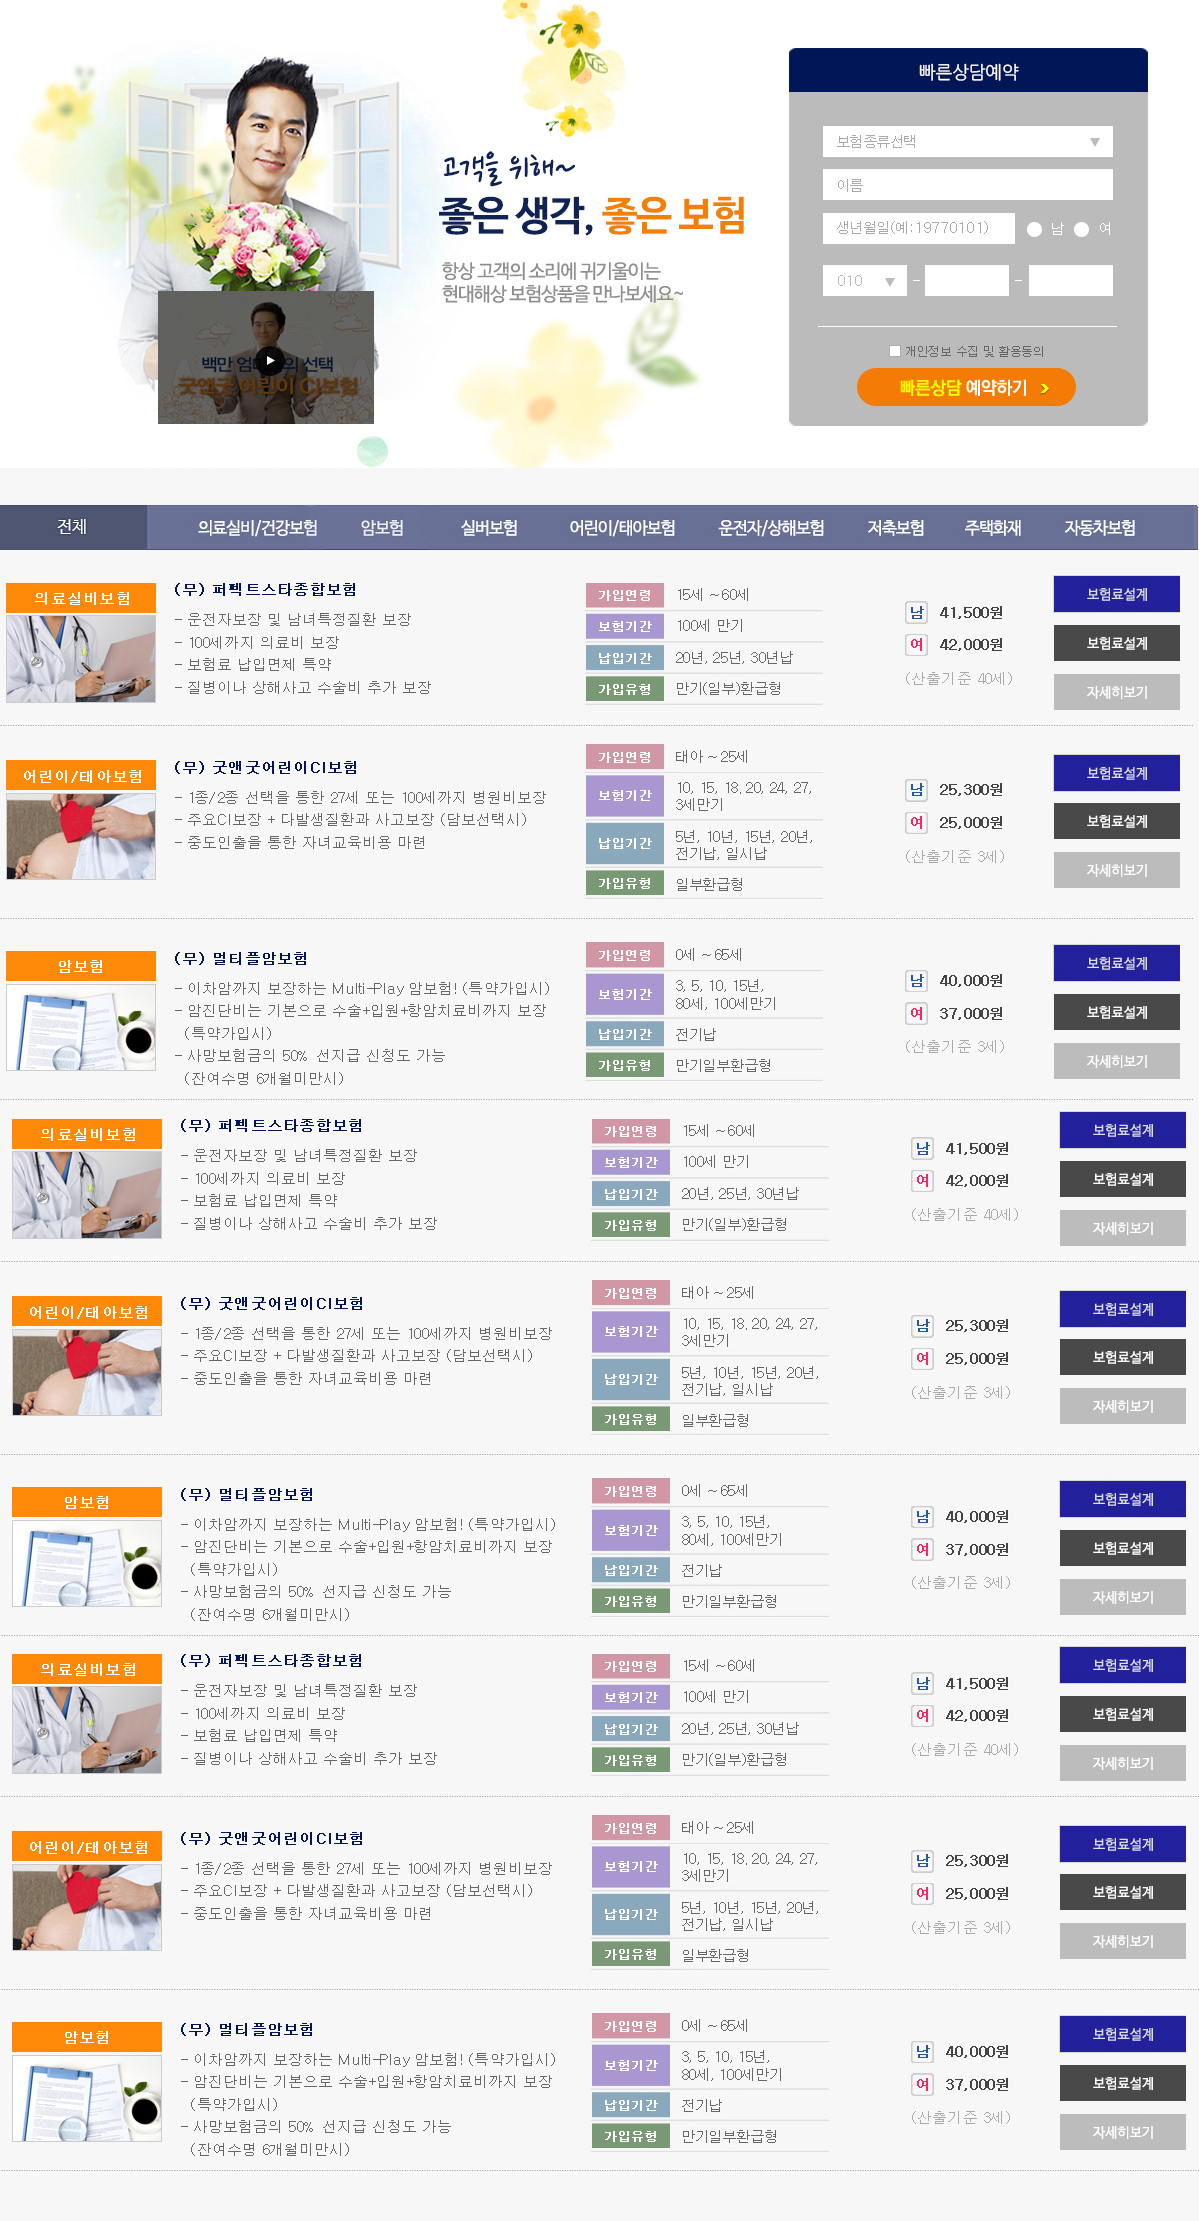 고객을 위해~
좋은 생각, 좋은 보험
항상 고객의 소리에 귀기울이는
현대해상 보험상품을 만나보세요~
백만 엄마들의 선택
굿앤굿 어린이 CI보험
빠른상담예약
보험종류선택 ▼
이름
생년월일(예:19770101) 남 여
010 ▼ - -
개인정보 수집 및 활용동의
빠른상담 예약하기 >
전체 의료실비/건강보험 암보험 실버보험 어린이/태아보험 운전자/상해보험 저축보험 주택화재 자동차보험
의료실비보험
(무) 퍼펙트스타종합보험
- 운전자보장 및 남녀특정질환 보장
- 100세까지 의료비 보장
- 보험료 납입면제 특약
- 질병이나 상해사고 수술비 추가 보장
가입연령 15세 ~60세
보험기간 100세 만기
납입기간 20년, 25년, 30년납
가입유형 만기(일부)환급형
남 41,500원
여 42,000원
(산출기준 40세)
보험료설계
보험료설계
자세히보기
어린이/태아보험
(무) 굿앤굿어린이CI보험
- 1종/2종 선택을 통한 27세 또는 100세까지 병원비보장
- 주요CI보장 + 다발생질환과 사고보장 (담보선택시)
- 중도인출을 통한 자녀교육비용 마련
가입연령 태아 ~25세
보험기간 10, 15, 18, 20, 24, 27,
3세만기
납입기간 5년, 10년, 15년, 20년,
전기납, 일시납
가입유형 일부환급형
남 25,300원
여 25,000원
(산출기준 3세)
보험료설계
보험료설계
자세히보기
암보험
(무) 멀티플암보험
- 이차암까지 보장하는 Multi-Play 암보험! (특약가입시)
- 암진단비는 기본으로 수술+입원+항암치료비까지 보장
(특약가입시)
- 사망보험금의 50% 선지급 신청도 가능
(잔여수명 6개월미만시)
가입연령 0세 ~65세
보험기간 3, 5, 10, 15년,
80세, 100세만기
납입기간 전기납
가입유형 만기일부환급형
남 40,000원
여 37,000원
(산출기준 3세)
보험료설계
보험료설계
자세히보기
의료실비보험
(무) 퍼펙트스타종합보험
- 운전자보장 및 남녀특정질환 보장
- 100세까지 의료비 보장
- 보험료 납입면제 특약
- 질병이나 상해사고 수술비 추가 보장
가입연령 15세 ~60세
보험기간 100세 만기
납입기간 20년, 25년, 30년납
가입유형 만기(일부)환급형
남 41,500원
여 42,000원
(산출기준 40세)
보험료설계
보험료설계
자세히보기
어린이/태아보험
(무) 굿앤굿어린이CI보험
- 1종/2종 선택을 통한 27세 또는 100세까지 병원비보장
- 주요CI보장 + 다발생질환과 사고보장 (담보선택시)
- 중도인출을 통한 자녀교육비용 마련
가입연령 태아 ~25세
보험기간 10, 15, 18, 20, 24, 27,
3세만기
납입기간 5년, 10년, 15년, 20년,
전기납, 일시납
가입유형 일부환급형
남 25,300원
여 25,000원
(산출기준 3세)
보험료설계
보험료설계
자세히보기
암보험
(무) 멀티플암보험
- 이차암까지 보장하는 Multi-Play 암보험! (특약가입시)
- 암진단비는 기본으로 수술+입원+항암치료비까지 보장
(특약가입시)
- 사망보험금의 50% 선지급 신청도 가능
(잔여수명 6개월미만시)
가입연령 0세 ~65세
보험기간 3, 5, 10, 15년,
80세, 100세만기
납입기간 전기납
가입유형 만기일부환급형
남 40,000원
여 37,000원
(산출기준 3세)
보험료설계
보험료설계
자세히보기
의료실비보험
(무) 퍼펙트스타종합보험
- 운전자보장 및 남녀특정질환 보장
- 100세까지 의료비 보장
- 보험료 납입면제 특약
- 질병이나 상해사고 수술비 추가 보장
가입연령 15세 ~60세
보험기간 100세 만기
납입기간 20년, 25년, 30년납
가입유형 만기(일부)환급형
남 41,500원
여 42,000원
(산출기준 40세)
보험료설계
보험료설계
자세히보기
어린이/태아보험
(무) 굿앤굿어린이CI보험
- 1종/2종 선택을 통한 27세 또는 100세까지 병원비보장
- 주요CI보장 + 다발생질환과 사고보장 (담보선택시)
- 중도인출을 통한 자녀교육비용 마련
가입연령 태아 ~25세
보험기간 10, 15, 18, 20, 24, 27,
3세만기
납입기간 5년, 10년, 15년, 20년,
전기납, 일시납
가입유형 일부환급형
남 25,300원
여 25,000원
(산출기준 3세)
보험료설계
보험료설계
자세히보기
암보험
(무) 멀티플암보험
- 이차암까지 보장하는 Multi-Play 암보험! (특약가입시)
- 암진단비는 기본으로 수술+입원+항암치료비까지 보장
(특약가입시)
- 사망보험금의 50% 선지급 신청도 가능
(잔여수명 6개월미만시)
가입연령 0세 ~65세
보험기간 3, 5, 10, 15년,
80세, 100세만기
납입기간 전기납
가입유형 만기일부환급형
남 40,000원
여 37,000원
(산출기준 3세)
보험료설계
보험료설계
자세히보기